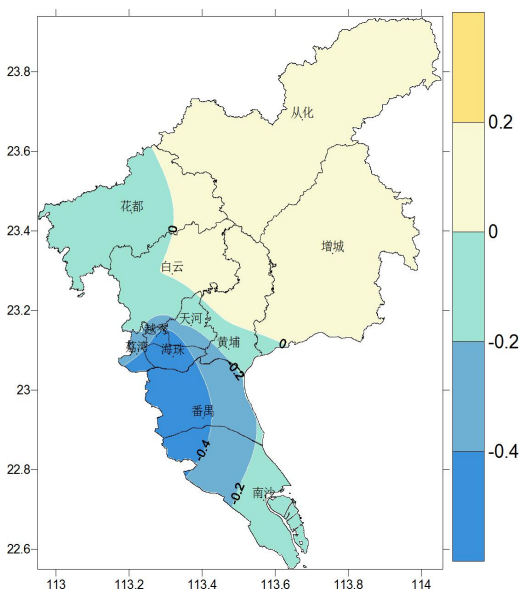 23.8
从化
0.2
23.6
花都
0
23.4
增城
0
白云
23.2
天河
越秀
黄埔
0
-0.2
荔湾
海珠
0.2
23
番禺
-0.4
-0.4
22.8
-0.2
南沙
22.6
113
113.2
113.4
113.6
113.8
114